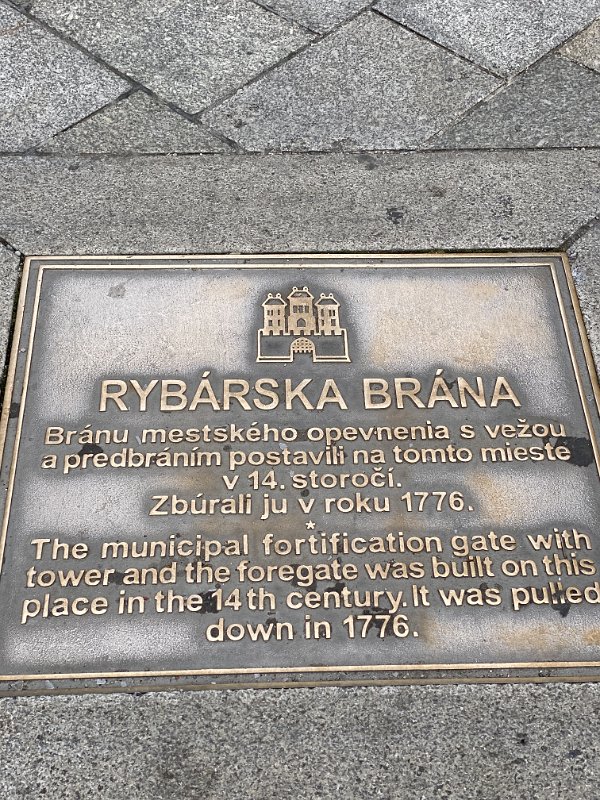 RYBÁRSKA BRÁNA
Bránu mestského opevnenia s vežou
a predbráním postavili na tomto mieste
v 14. storočí.
Zbúrali ju v roku 1776.
*
The municipal fortification gate with
tower and the foregate was built on this
place in the 14th century. It was pulled
down in 1776.